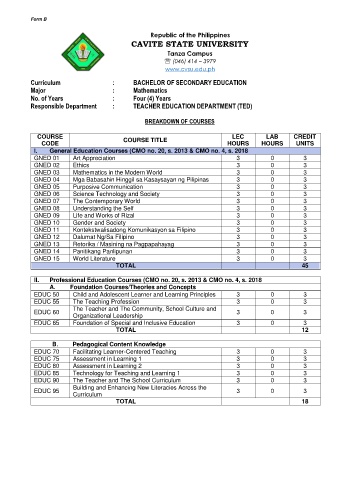 Form B
Republic of the Philippines
CAVITE STATE UNIVERSITY
Tanza Campus
☏ (046) 414 – 3979
www.cvsu.edu.ph
Curriculum : BACHELOR OF SECONDARY EDUCATION
Major : Mathematics
No. of Years : Four (4) Years
Responsible Department : TEACHER EDUCATION DEPARTMENT (TED)
BREAKDOWN OF COURSES
COURSE CODE COURSE TITLE LEC HOURS LAB HOURS CREDIT UNITS
I. General Education Courses (CMO no. 20, s. 2013 & CMO no. 4, s. 2018
GNED 01 Art Appreciation 3 0 3
GNED 02 Ethics 3 0 3
GNED 03 Mathematics in the Modern World 3 0 3
GNED 04 Mga Babasahin Hinggil sa Kasaysayan ng Pilipinas 3 0 3
GNED 05 Purposive Communication 3 0 3
GNED 06 Science Technology and Society 3 0 3
GNED 07 The Contemporary World 3 0 3
GNED 08 Understanding the Self 3 0 3
GNED 09 Life and Works of Rizal 3 0 3
GNED 10 Gender and Society 3 0 3
GNED 11 Kontekstwalisadong Komunikasyon sa Filipino 3 0 3
GNED 12 Dalumat Ng/Sa Filipino 3 0 3
GNED 13 Retorika / Masining na Pagpapahayag 3 0 3
GNED 14 Panitikang Panlipunan 3 0 3
GNED 15 World Literature 3 0 3
TOTAL 45
II. Professional Education Courses (CMO no. 20, s. 2013 & CMO no. 4, s. 2018
A. Foundation Courses/Theories and Concepts
EDUC 50 Child and Adolescent Learner and Learning Principles 3 0 3
EDUC 55 The Teaching Profession 3 0 3
EDUC 60 The Teacher and The Community, School Culture and Organizational Leadership 3 0 3
EDUC 65 Foundation of Special and Inclusive Education 3 0 3
TOTAL 12
B. Pedagogical Content Knowledge
EDUC 70 Facilitating Learner-Centered Teaching 3 0 3
EDUC 75 Assessment in Learning 1 3 0 3
EDUC 80 Assessment in Learning 2 3 0 3
EDUC 85 Technology for Teaching and Learning 1 3 0 3
EDUC 90 The Teacher and The School Curriculum 3 0 3
EDUC 95 Building and Enhancing New Literacies Across the Curriculum 3 0 3
TOTAL 18